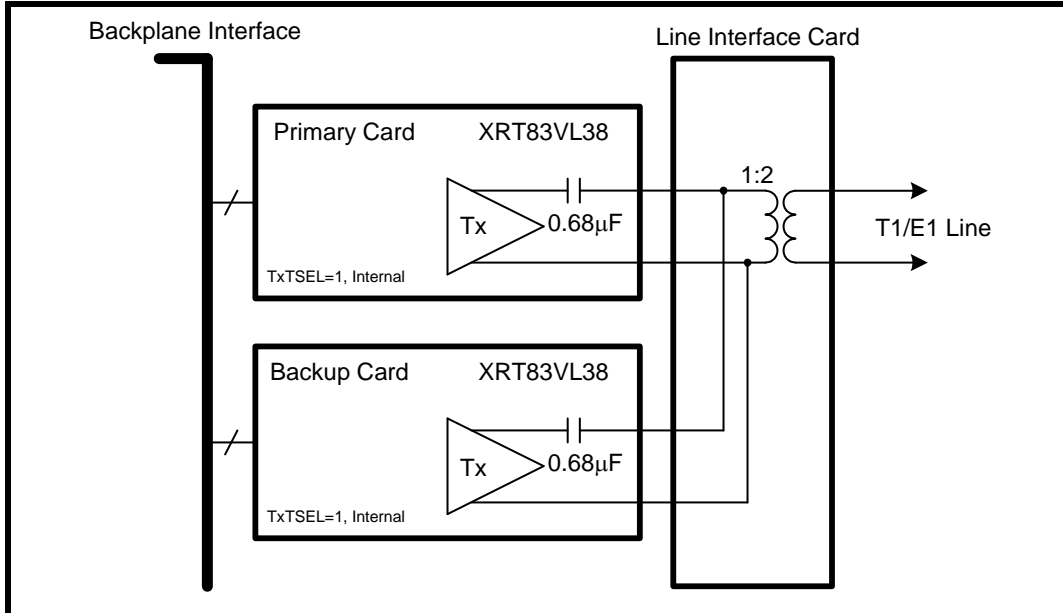 Backplane Interface
Line Interface Card
Primary Card XRT83VL38
1:2
Tx
0.68μF
T1/E1 Line
TxTSEL=1, Internal
Backup Card XRT83VL38
Tx
0.68μF
TxTSEL=1, Internal